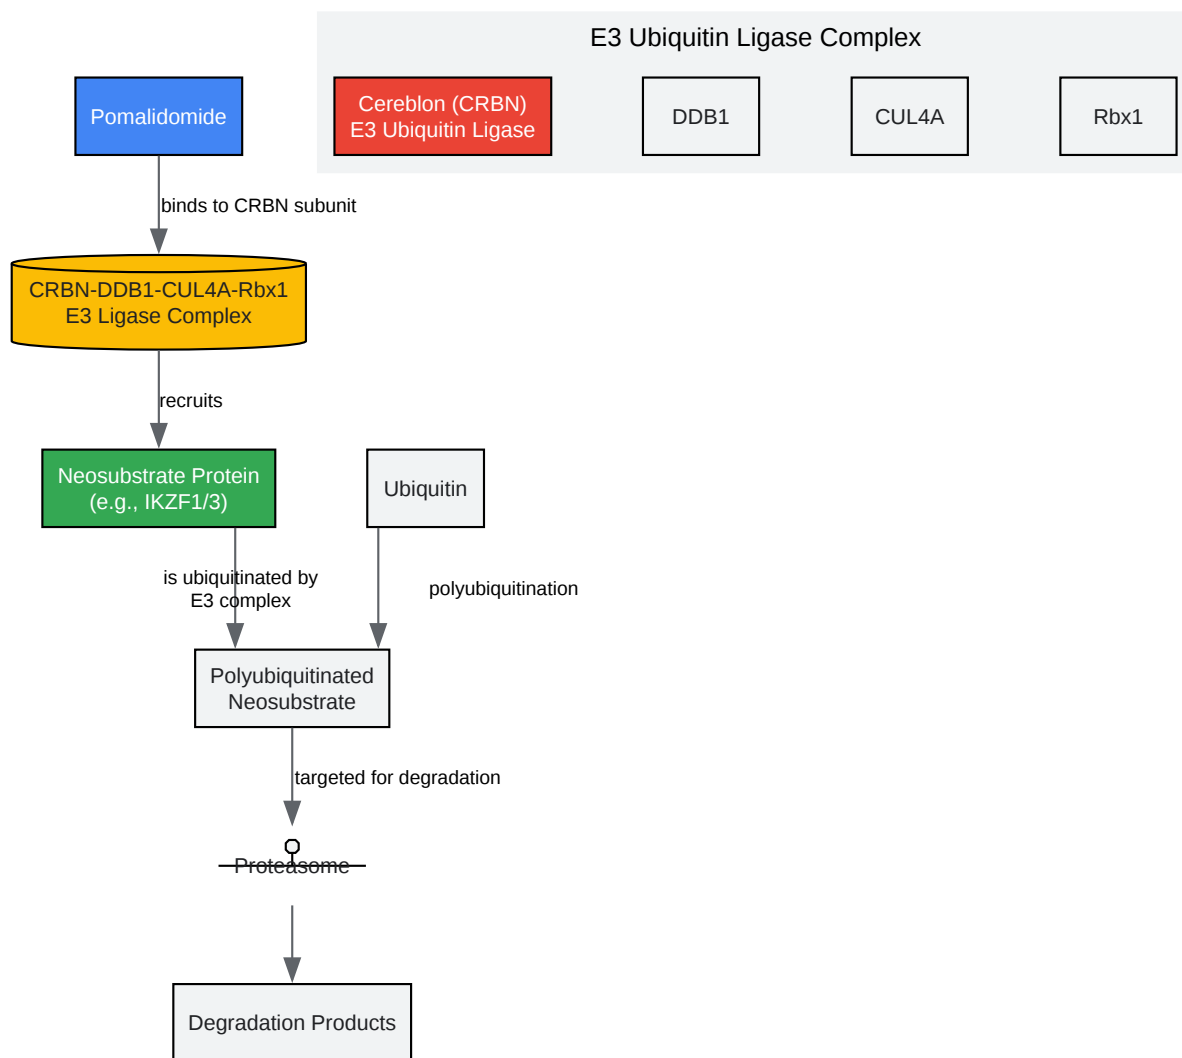 E3 Ubiquitin Ligase Complex
Pomalidomide
Cereblon (CRBN)
E3 Ubiquitin Ligase
DDB1
CUL4A
Rbx1
binds to CRBN subunit
CRBN-DDB1-CUL4A-Rbx1
E3 Ligase Complex
recruits
Neosubstrate Protein
(e.g., IKZF1/3)
Ubiquitin
is ubiquitinated by
E3 complex
polyubiquitination
Polyubiquitinated
Neosubstrate
targeted for degradation
Proteasome
Degradation Products